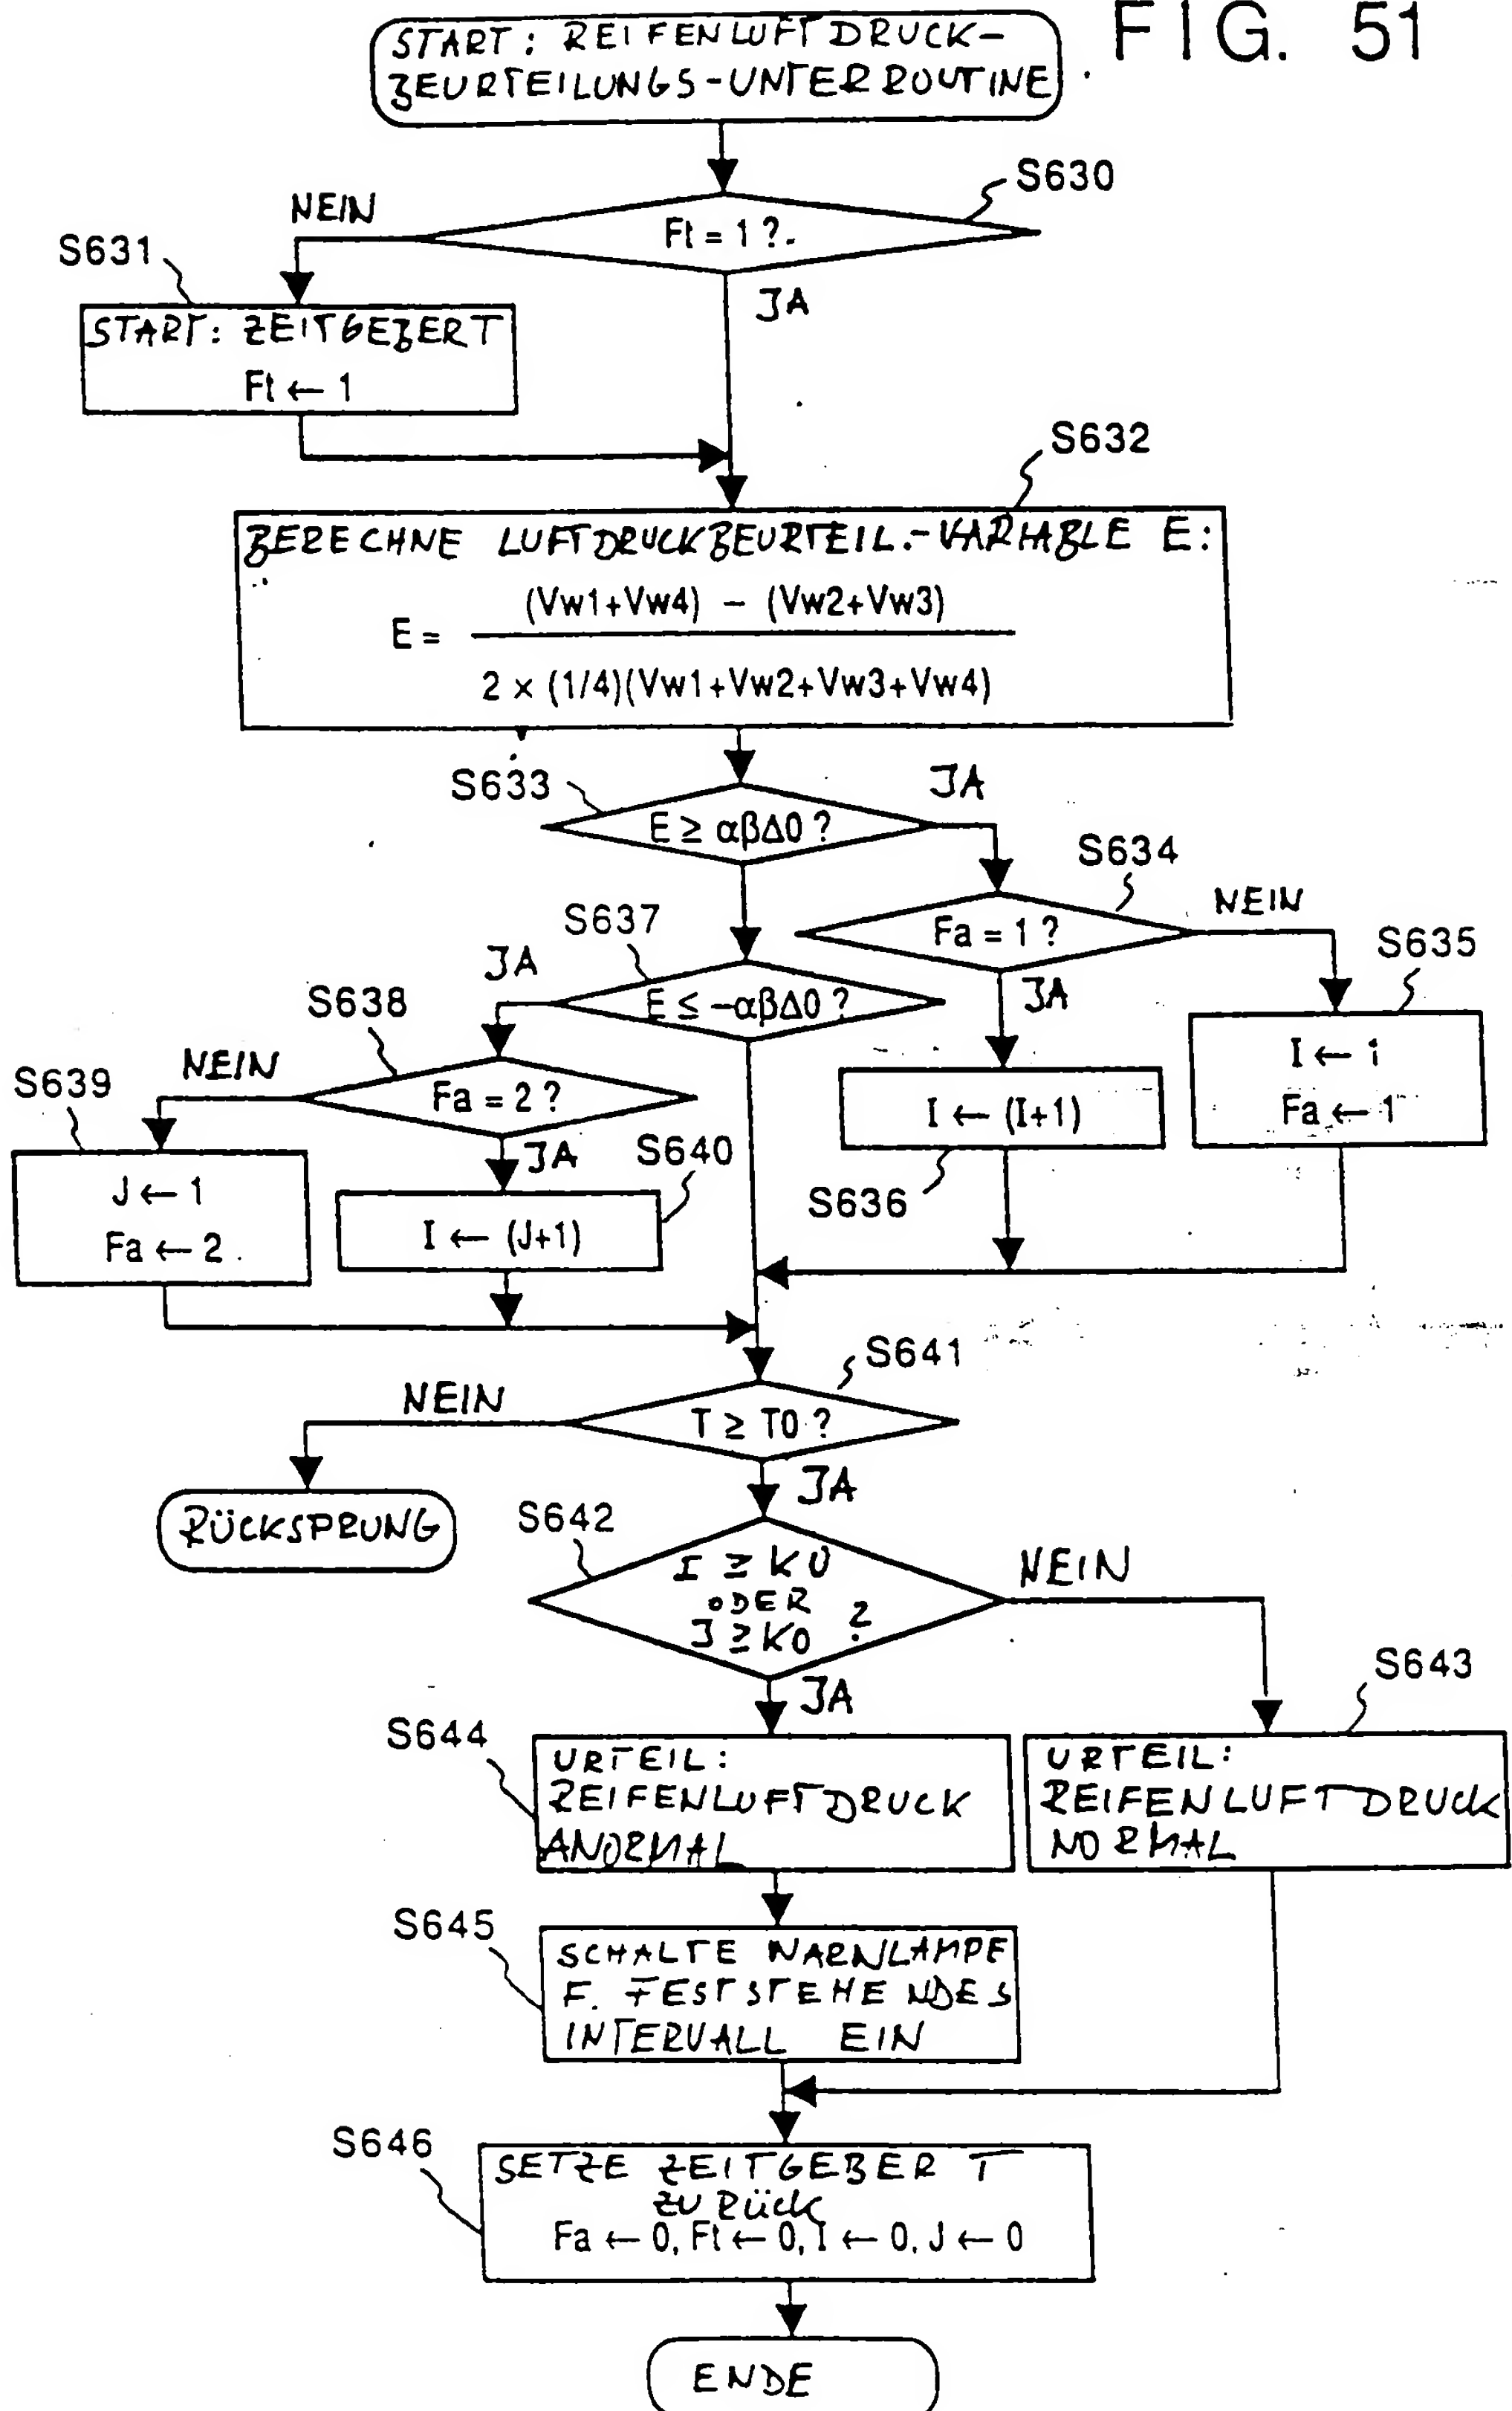 FIG. 51
START: REIFENLUFTDRUCK-
BEURTEILUNGS-UNTERROUTINE
S630
NEIN
Ft = 1 ?
S631
JA
START: ZEITGEBER T
Ft ← 1
S632
BERECHNE LUFTDRUCKBEURTEIL.-VARIABLE E:
(Vw1+Vw4) – (Vw2+Vw3)
E =
2 × (1/4)(Vw1+Vw2+Vw3+Vw4)
S633
JA
E ≥ αβΔ0 ?
S634
NEIN
Fa = 1 ?
S635
S637
JA
E ≤ -αβΔ0 ?
JA
S638
I ← 1
Fa ← 1
NEIN
S639
Fa = 2 ?
I ← (I+1)
JA
S640
S636
J ← 1
Fa ← 2
I ← (J+1)
S641
NEIN
T ≥ T0 ?
JA
RÜCKSPRUNG
S642
I ≥ K0
ODER
J ≥ K0 ?
NEIN
JA
S643
S644
URTEIL:
REIFENLUFTDRUCK
ANORMAL
URTEIL:
REIFENLUFTDRUCK
NORMAL
S645
SCHALTE WARNLAMPE
F. FESTSTEHENDES
INTERVALL EIN
S646
SETZE ZEITGEBER T
ZURÜCK
Fa ← 0, Ft ← 0, I ← 0, J ← 0
ENDE